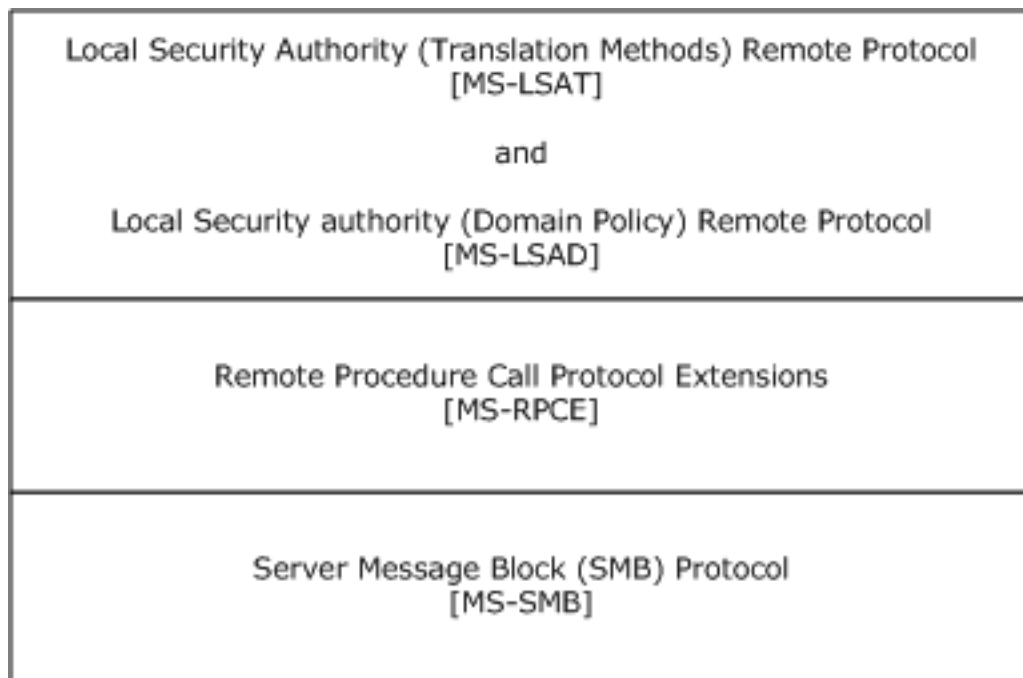 Local Security Authority (Translation Methods) Remote Protocol
[MS-LSAT]
and
Local Security authority (Domain Policy) Remote Protocol
[MS-LSAD]
Remote Procedure Call Protocol Extensions
[MS-RPCE]
Server Message Block (SMB) Protocol
[MS-SMB]